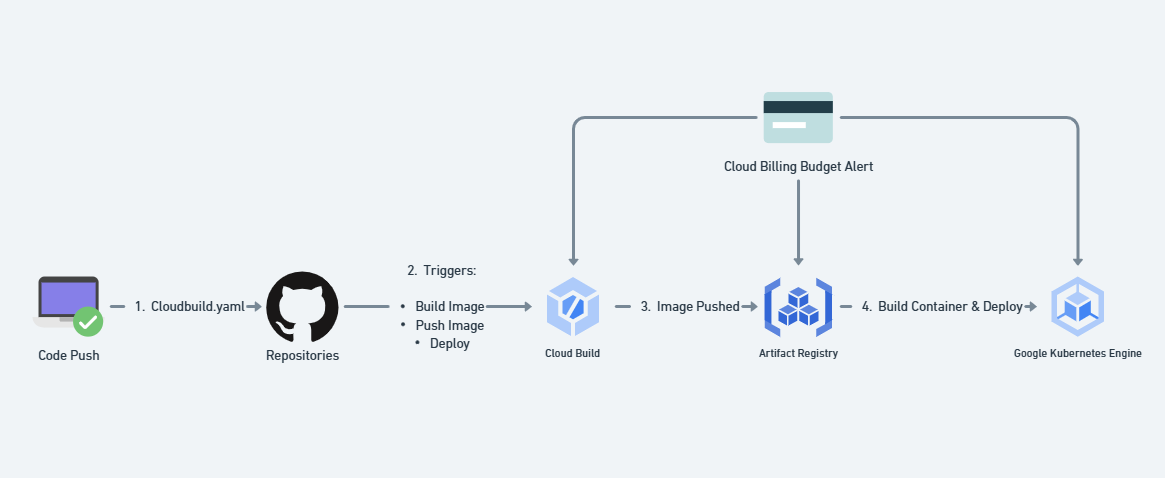 Cloud Billing Budget Alert
2. Triggers:
1. Cloudbuild.yaml
• Build Image
• Push Image
• Deploy
3. Image Pushed
4. Build Container & Deploy
Code Push
Repositories
Cloud Build
Artifact Registry
Google Kubernetes Engine